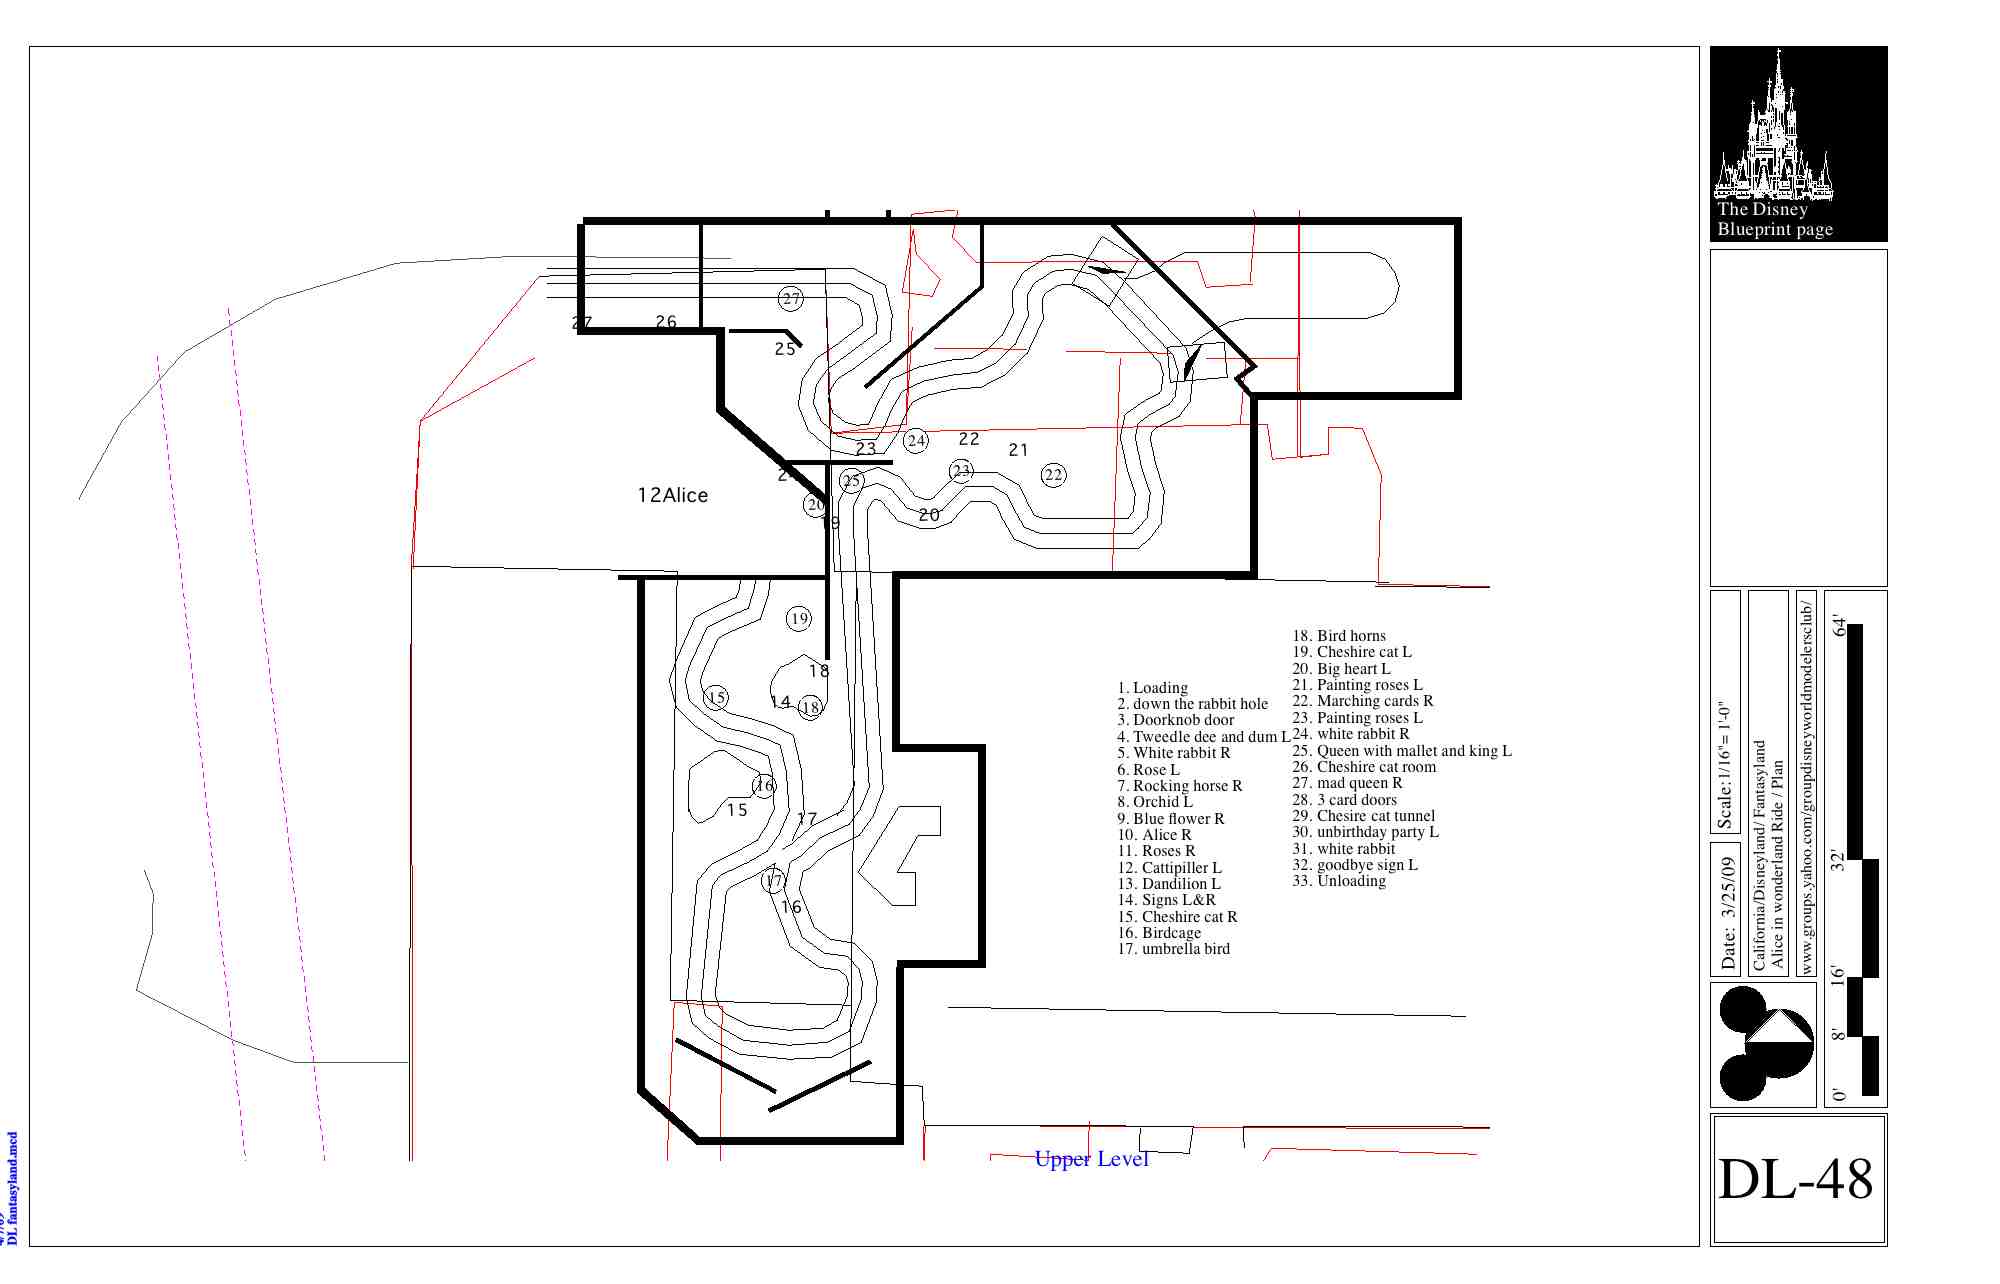 The Disney
Blueprint page
27
27
26
25
23
24
22
21
23
22
25
12Alice
20
19
20
19
18
15
14
18
16
15
17
17
16
1. Loading
2. down the rabbit hole
3. Doorknob door
4. Tweedle dee and dum L
5. White rabbit R
6. Rose L
7. Rocking horse R
8. Orchid L
9. Blue flower R
10. Alice R
11. Roses R
12. Cattipiller L
13. Dandilion L
14. Signs L&R
15. Cheshire cat R
16. Birdcage
17. umbrella bird
18. Bird horns
19. Cheshire cat L
20. Big heart L
21. Painting roses L
22. Marching cards R
23. Painting roses L
24. white rabbit R
25. Queen with mallet and king L
26. Cheshire cat room
27. mad queen R
28. 3 card doors
29. Chesire cat tunnel
30. unbirthday party L
31. white rabbit
32. goodbye sign L
33. Unloading
Upper Level
Scale:1/16"= 1'-0"
Date: 3/25/09
California/Disneyland/ Fantasyland
Alice in wonderland Ride / Plan
www.groups.yahoo.com/groupdisneyworldmodelersclub/
64'
32'
16'
8'
0'
DL-48
DL fantasyland.mcd